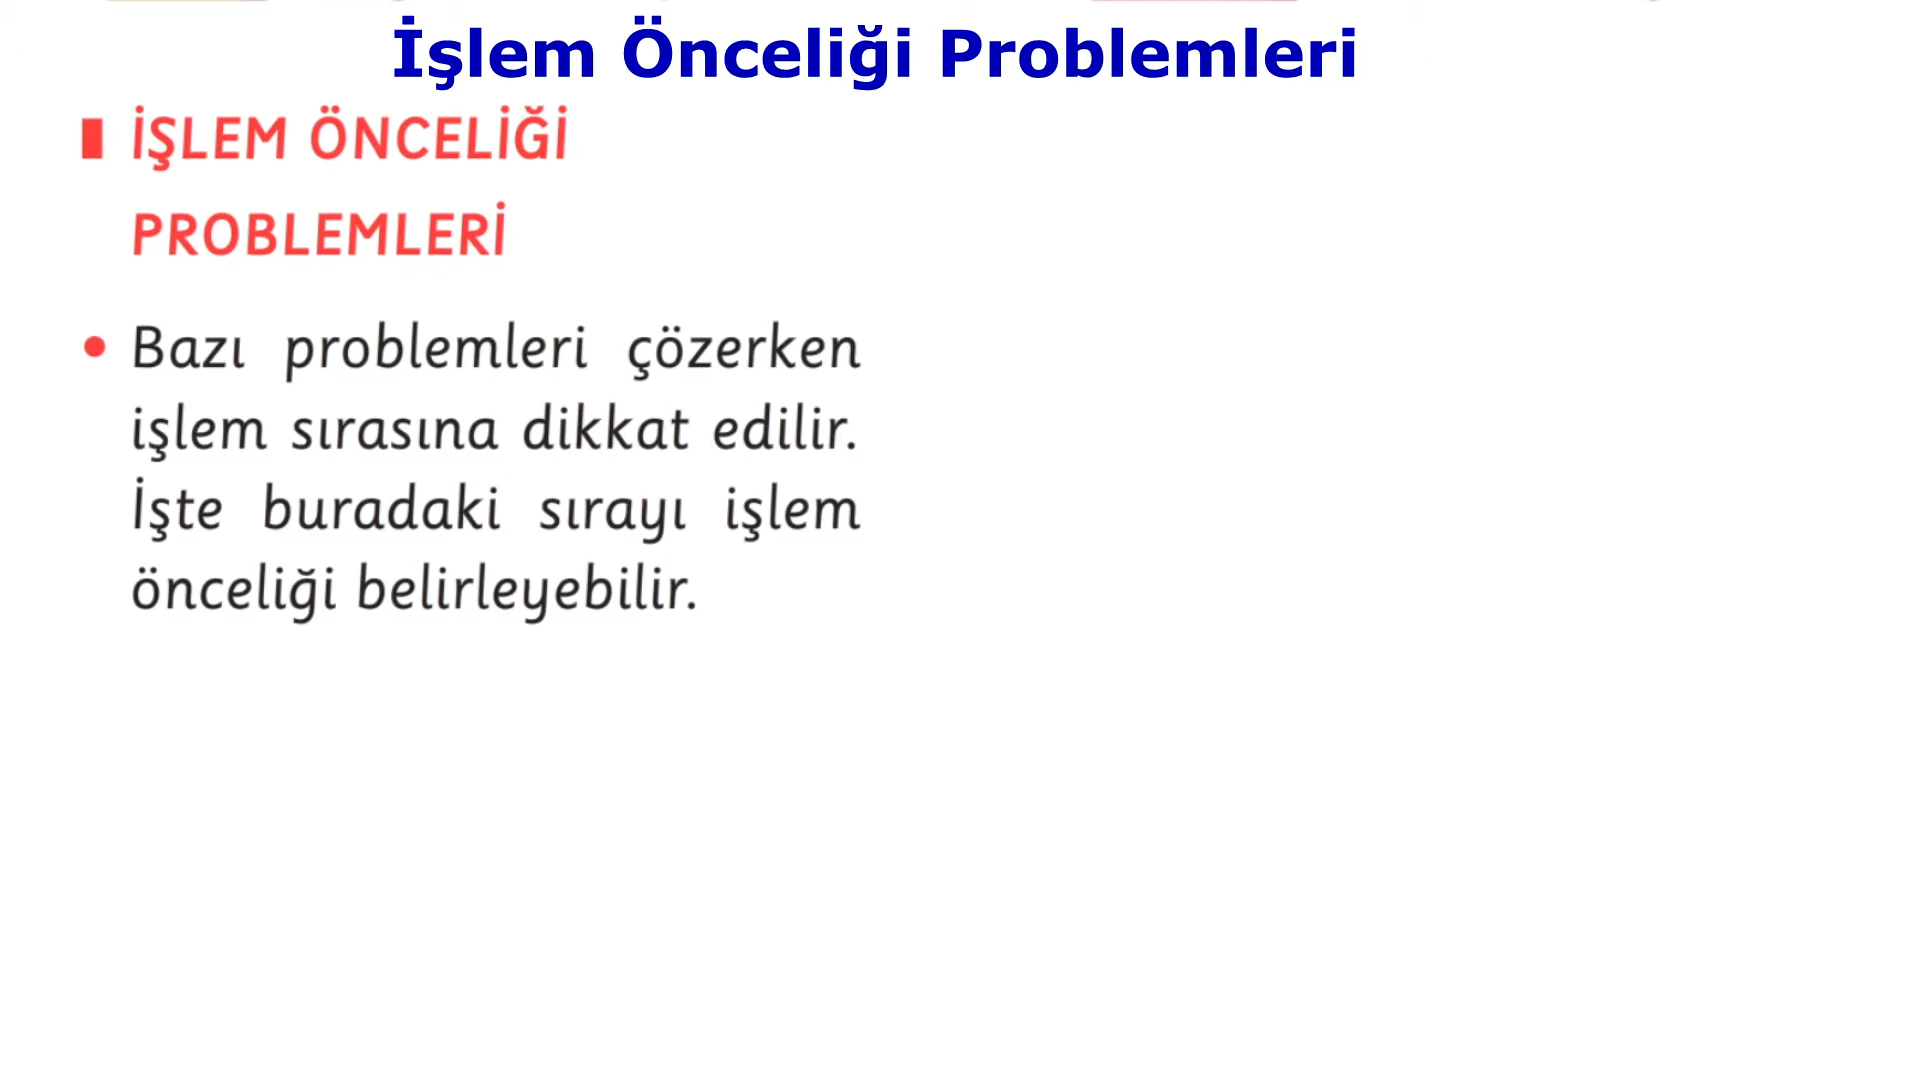 İşlem Önceliği Problemleri
İŞLEM ÖNCELİĞİ
PROBLEMLERİ
• Bazı problemleri çözerken
işlem sırasına dikkat edilir.
İşte buradaki sırayı işlem
önceliği belirleyebilir.